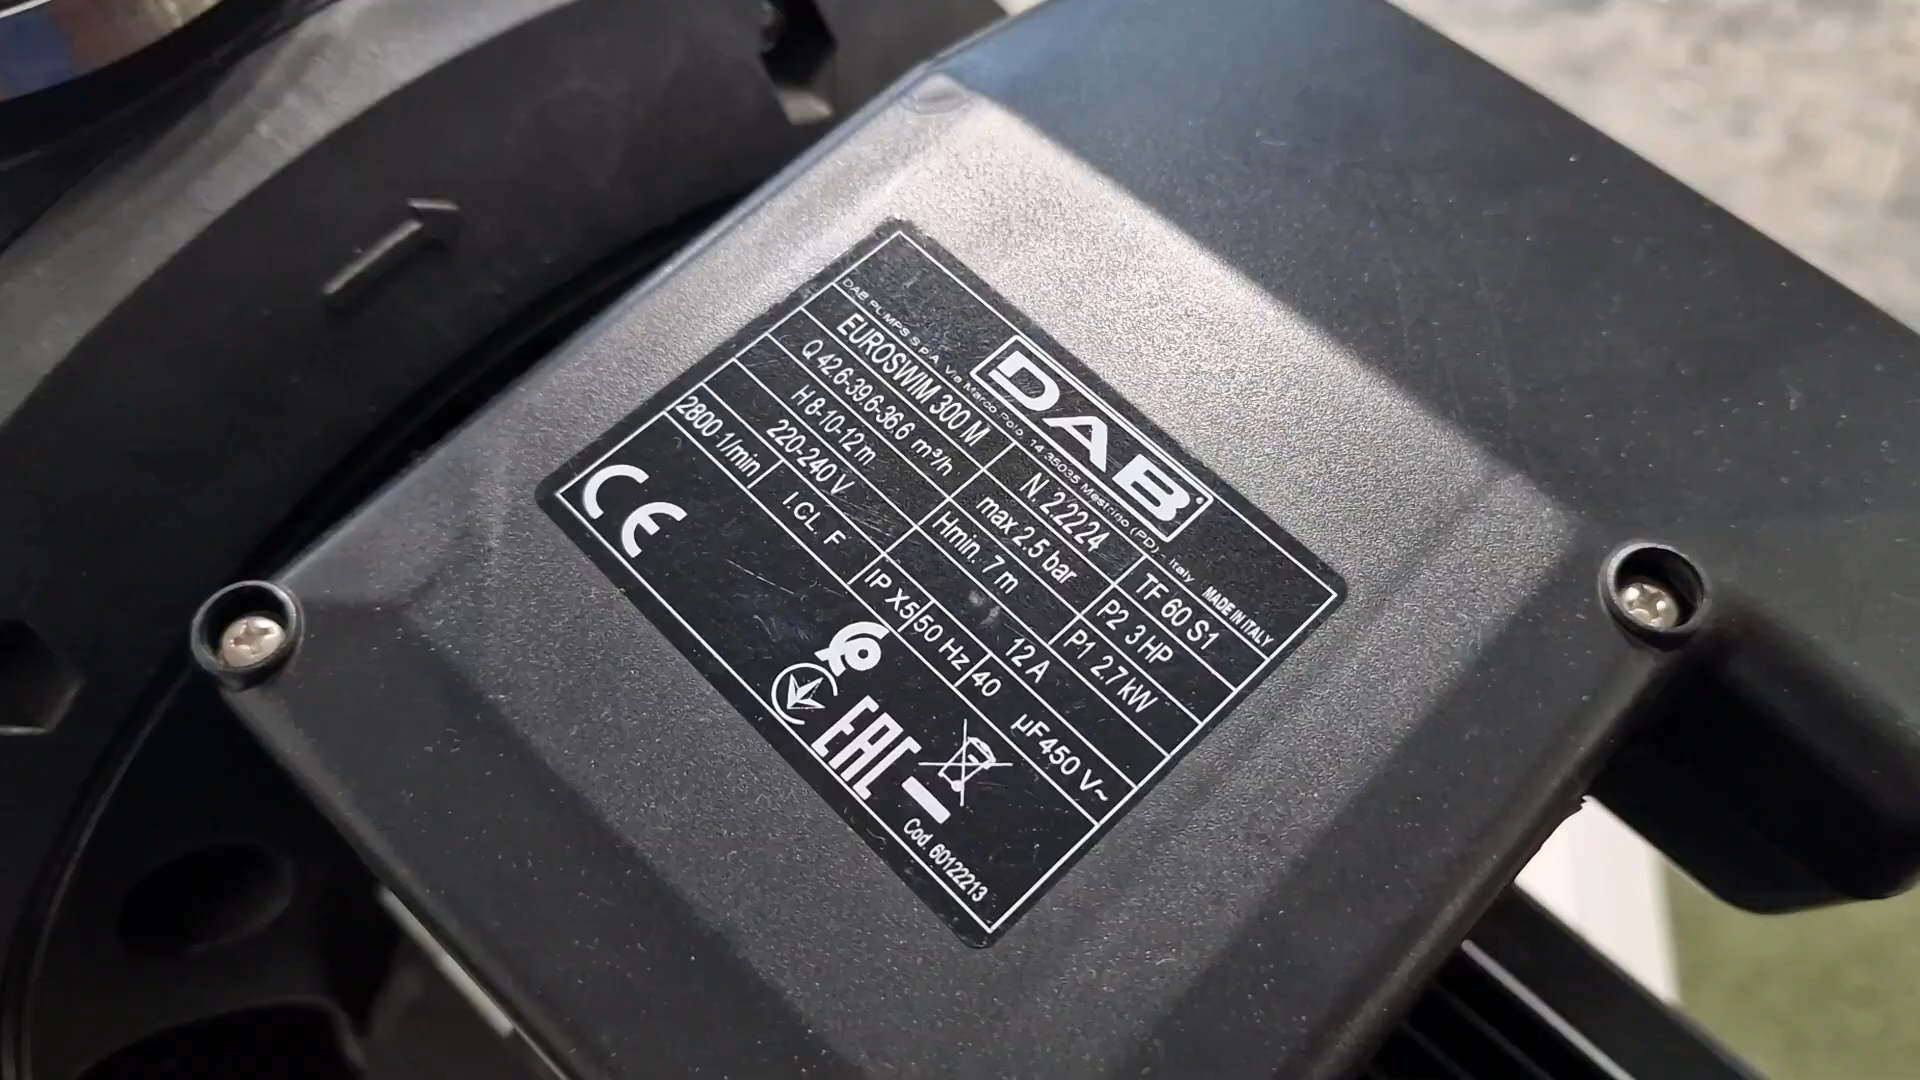 DAB
DAB PUMPS S.p.A. Via Marco Polo, 14 35035 Mestrino (PD) - Italy MADE IN ITALY
EUROSWIM 300 M N. 2.2224 TF 60 S1
Q 42.6-39.6-36.6 m³/h max 2.5 bar P2 3 HP
H 8-10-12 m Hmin. 7 m P1 2.7 kW
220-240 V 12 A
2800 1/min I.CL. F IP X5 50 Hz 40 µF 450 V~
CE
EAC
Cod. 60122213